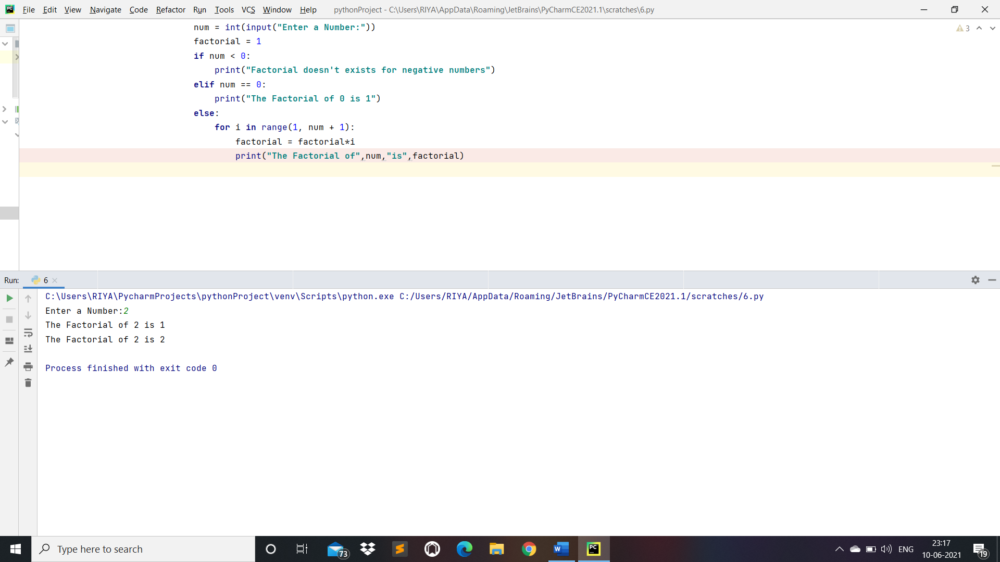 PC File Edit View Navigate Code Refactor Run Tools VCS Window Help pythonProject - C:\Users\RIYA\AppData\Roaming\JetBrains\PyCharmCE2021.1\scratches\6.py
num = int(input("Enter a Number:"))
3
factorial = 1
if num < 0:
    print("Factorial doesn't exists for negative numbers")
elif num == 0:
    print("The Factorial of 0 is 1")
else:
    for i in range(1, num + 1):
        factorial = factorial*i
        print("The Factorial of",num,"is",factorial)
Run: 6
C:\Users\RIYA\PycharmProjects\pythonProject\venv\Scripts\python.exe C:/Users/RIYA/AppData/Roaming/JetBrains/PyCharmCE2021.1/scratches/6.py
Enter a Number:2
The Factorial of 2 is 1
The Factorial of 2 is 2
Process finished with exit code 0
Type here to search
73
W
PC
ENG
23:17
10-06-2021
19